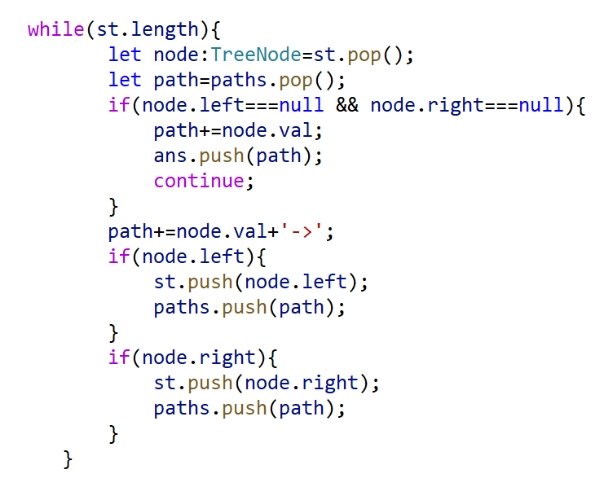 while(st.length){
let node:TreeNode=st.pop();
let path=paths.pop();
if(node.left===null && node.right===null){
path+=node.val;
ans.push(path);
continue;
}
path+=node.val+'->';
if(node.left){
st.push(node.left);
paths.push(path);
}
if(node.right){
st.push(node.right);
paths.push(path);
}
}